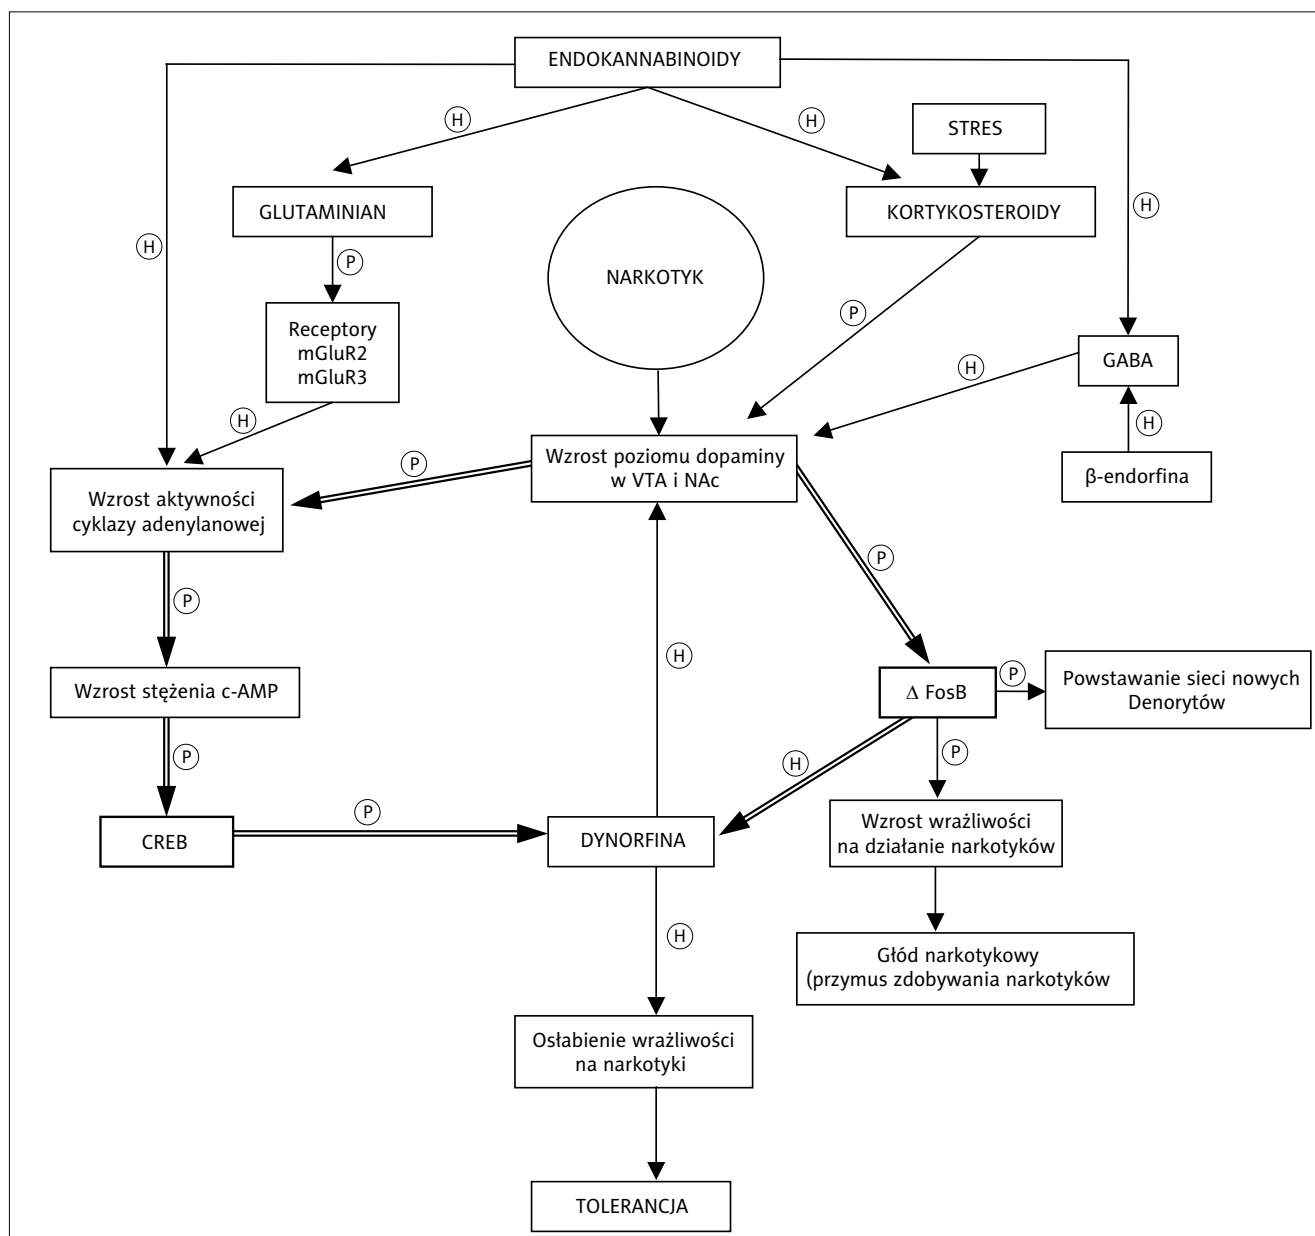 ENDOKANNABINOIDY
H
H
STRES
GLUTAMINIAN
KORTYKOSTEROIDY
H
H
P
NARKOTYK
Receptory
mGluR2
mGluR3
P
GABA
H
H
H
β-endorfina
Wzrost poziomu dopaminy
w VTA i NAc
P
Wzrost aktywności
cyklazy adenylanowej
P
P
H
Wzrost stężenia c-AMP
Δ FosB
P
Powstawanie sieci nowych
Denorytów
P
P
H
CREB
P
DYNORFINA
Wzrost wrażliwości
na działanie narkotyków
H
Głód narkotykowy
(przymus zdobywania narkotyków
Osłabienie wrażliwości
na narkotyki
TOLERANCJA